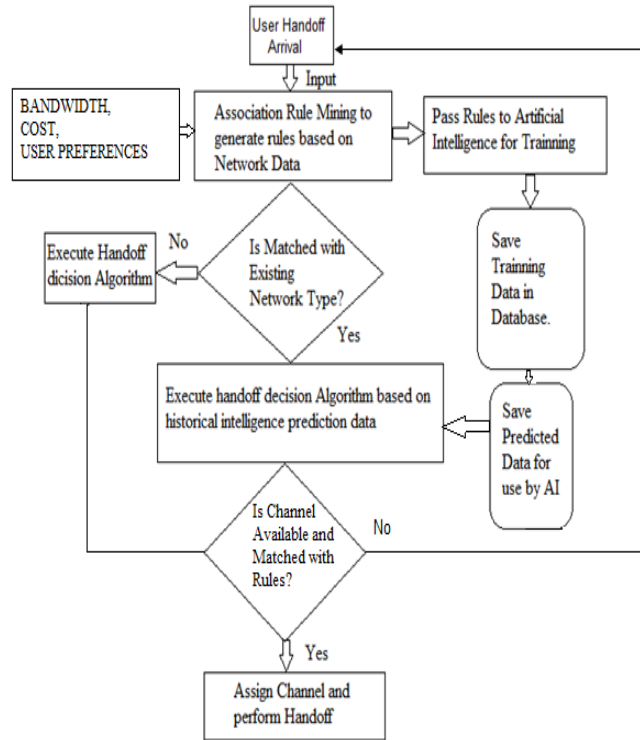 User Handoff
Arrival
Input
BANDWIDTH,
COST,
USER PREFERENCES
Association Rule Mining to
generate rules based on
Network Data
Pass Rules to Artificial
Intelligence for Trainning
Execute Handoff
dicision Algorithm
No
Is Matched with
Existing
Network Type?
Yes
Save
Trainning
Data in
Database.
Execute handoff decision Algorithm based on
historical intelligence prediction data
Save
Predicted
Data for
use by AI
Is Channel
Available and
Matched with
Rules?
No
Yes
Assign Channel and
perform Handoff